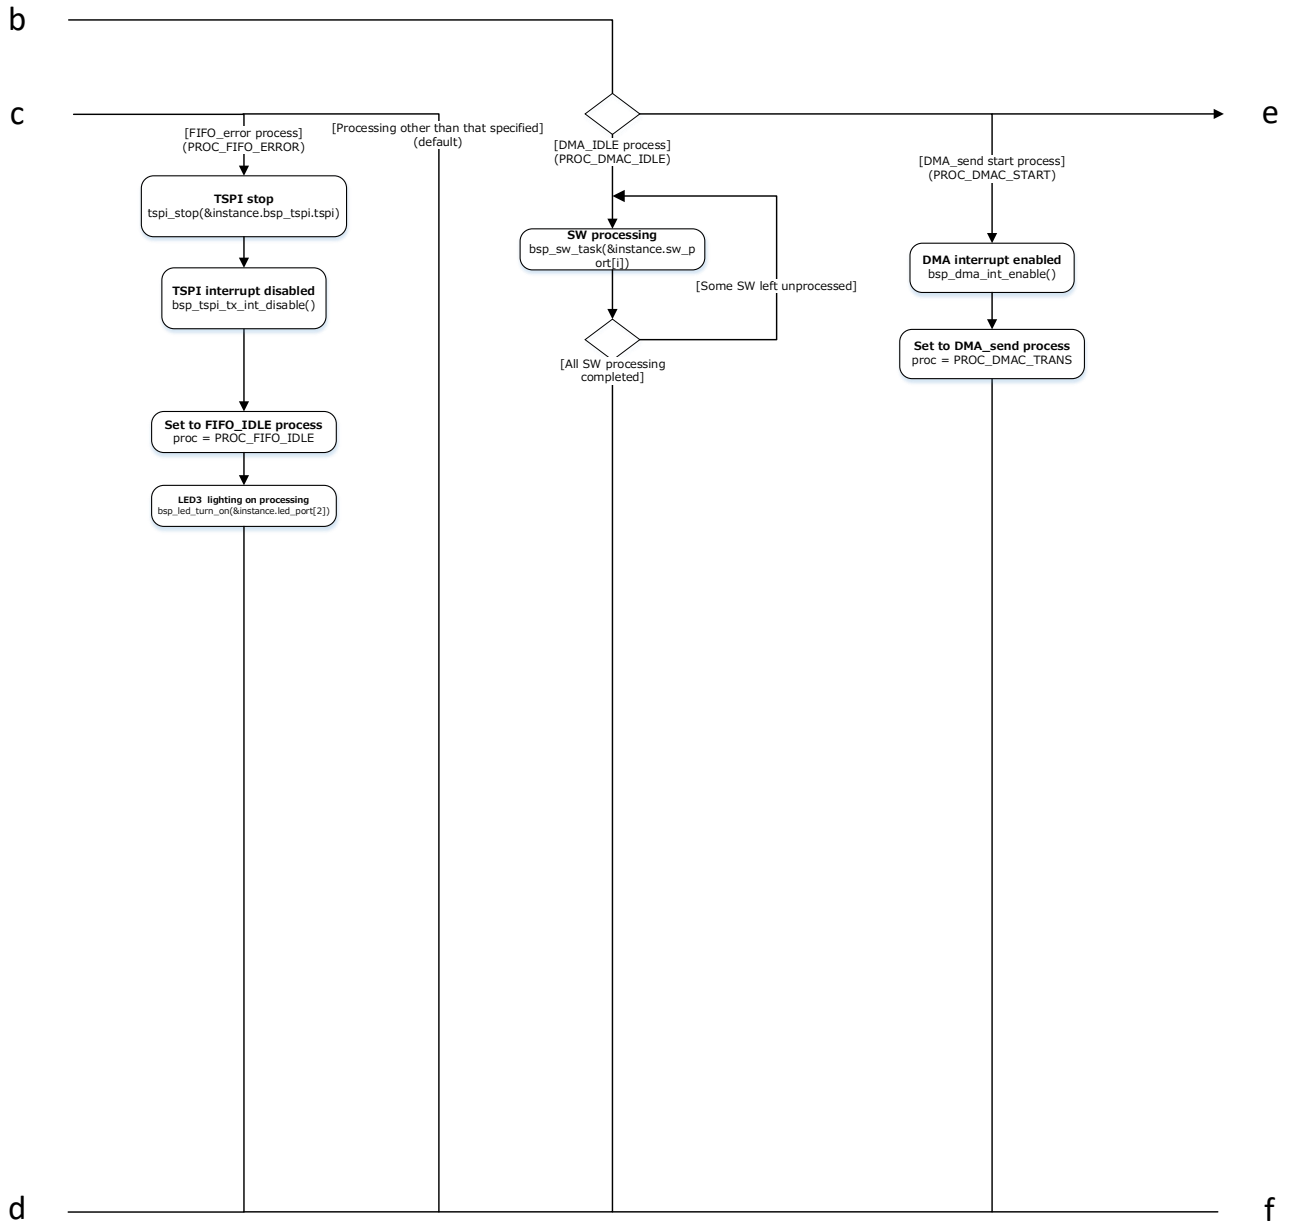 b
c
e
[FIFO_error process]
(PROC_FIFO_ERROR)
TSPI stop
tspi_stop(&instance.bsp_tspi.tspi)
TSPI interrupt disabled
bsp_tspi_tx_int_disable()
Set to FIFO_IDLE process
proc = PROC_FIFO_IDLE
LED3  lighting on processing
bsp_led_turn_on(&instance.led_port[2])
[Processing other than that specified]
(default)
[DMA_IDLE process]
(PROC_DMAC_IDLE)
SW processing
bsp_sw_task(&instance.sw_p
ort[i])
[Some SW left unprocessed]
[All SW processing
completed]
[DMA_send start process]
(PROC_DMAC_START)
DMA interrupt enabled
bsp_dma_int_enable()
Set to DMA_send process
proc = PROC_DMAC_TRANS
d
f